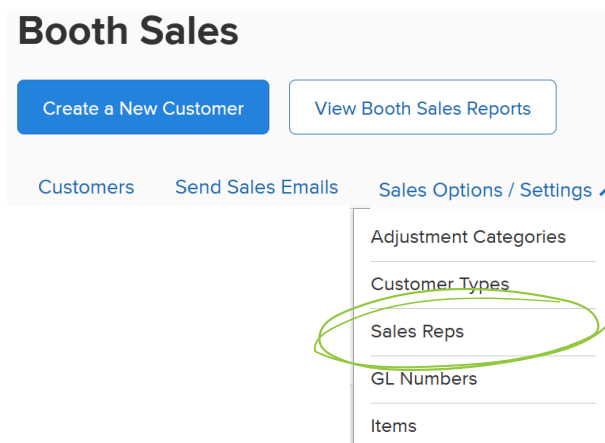 Booth Sales
Create a New Customer View Booth Sales Reports
Customers Send Sales Emails Sales Options / Settings
Adjustment Categories
Customer Types
Sales Reps
GL Numbers
Items